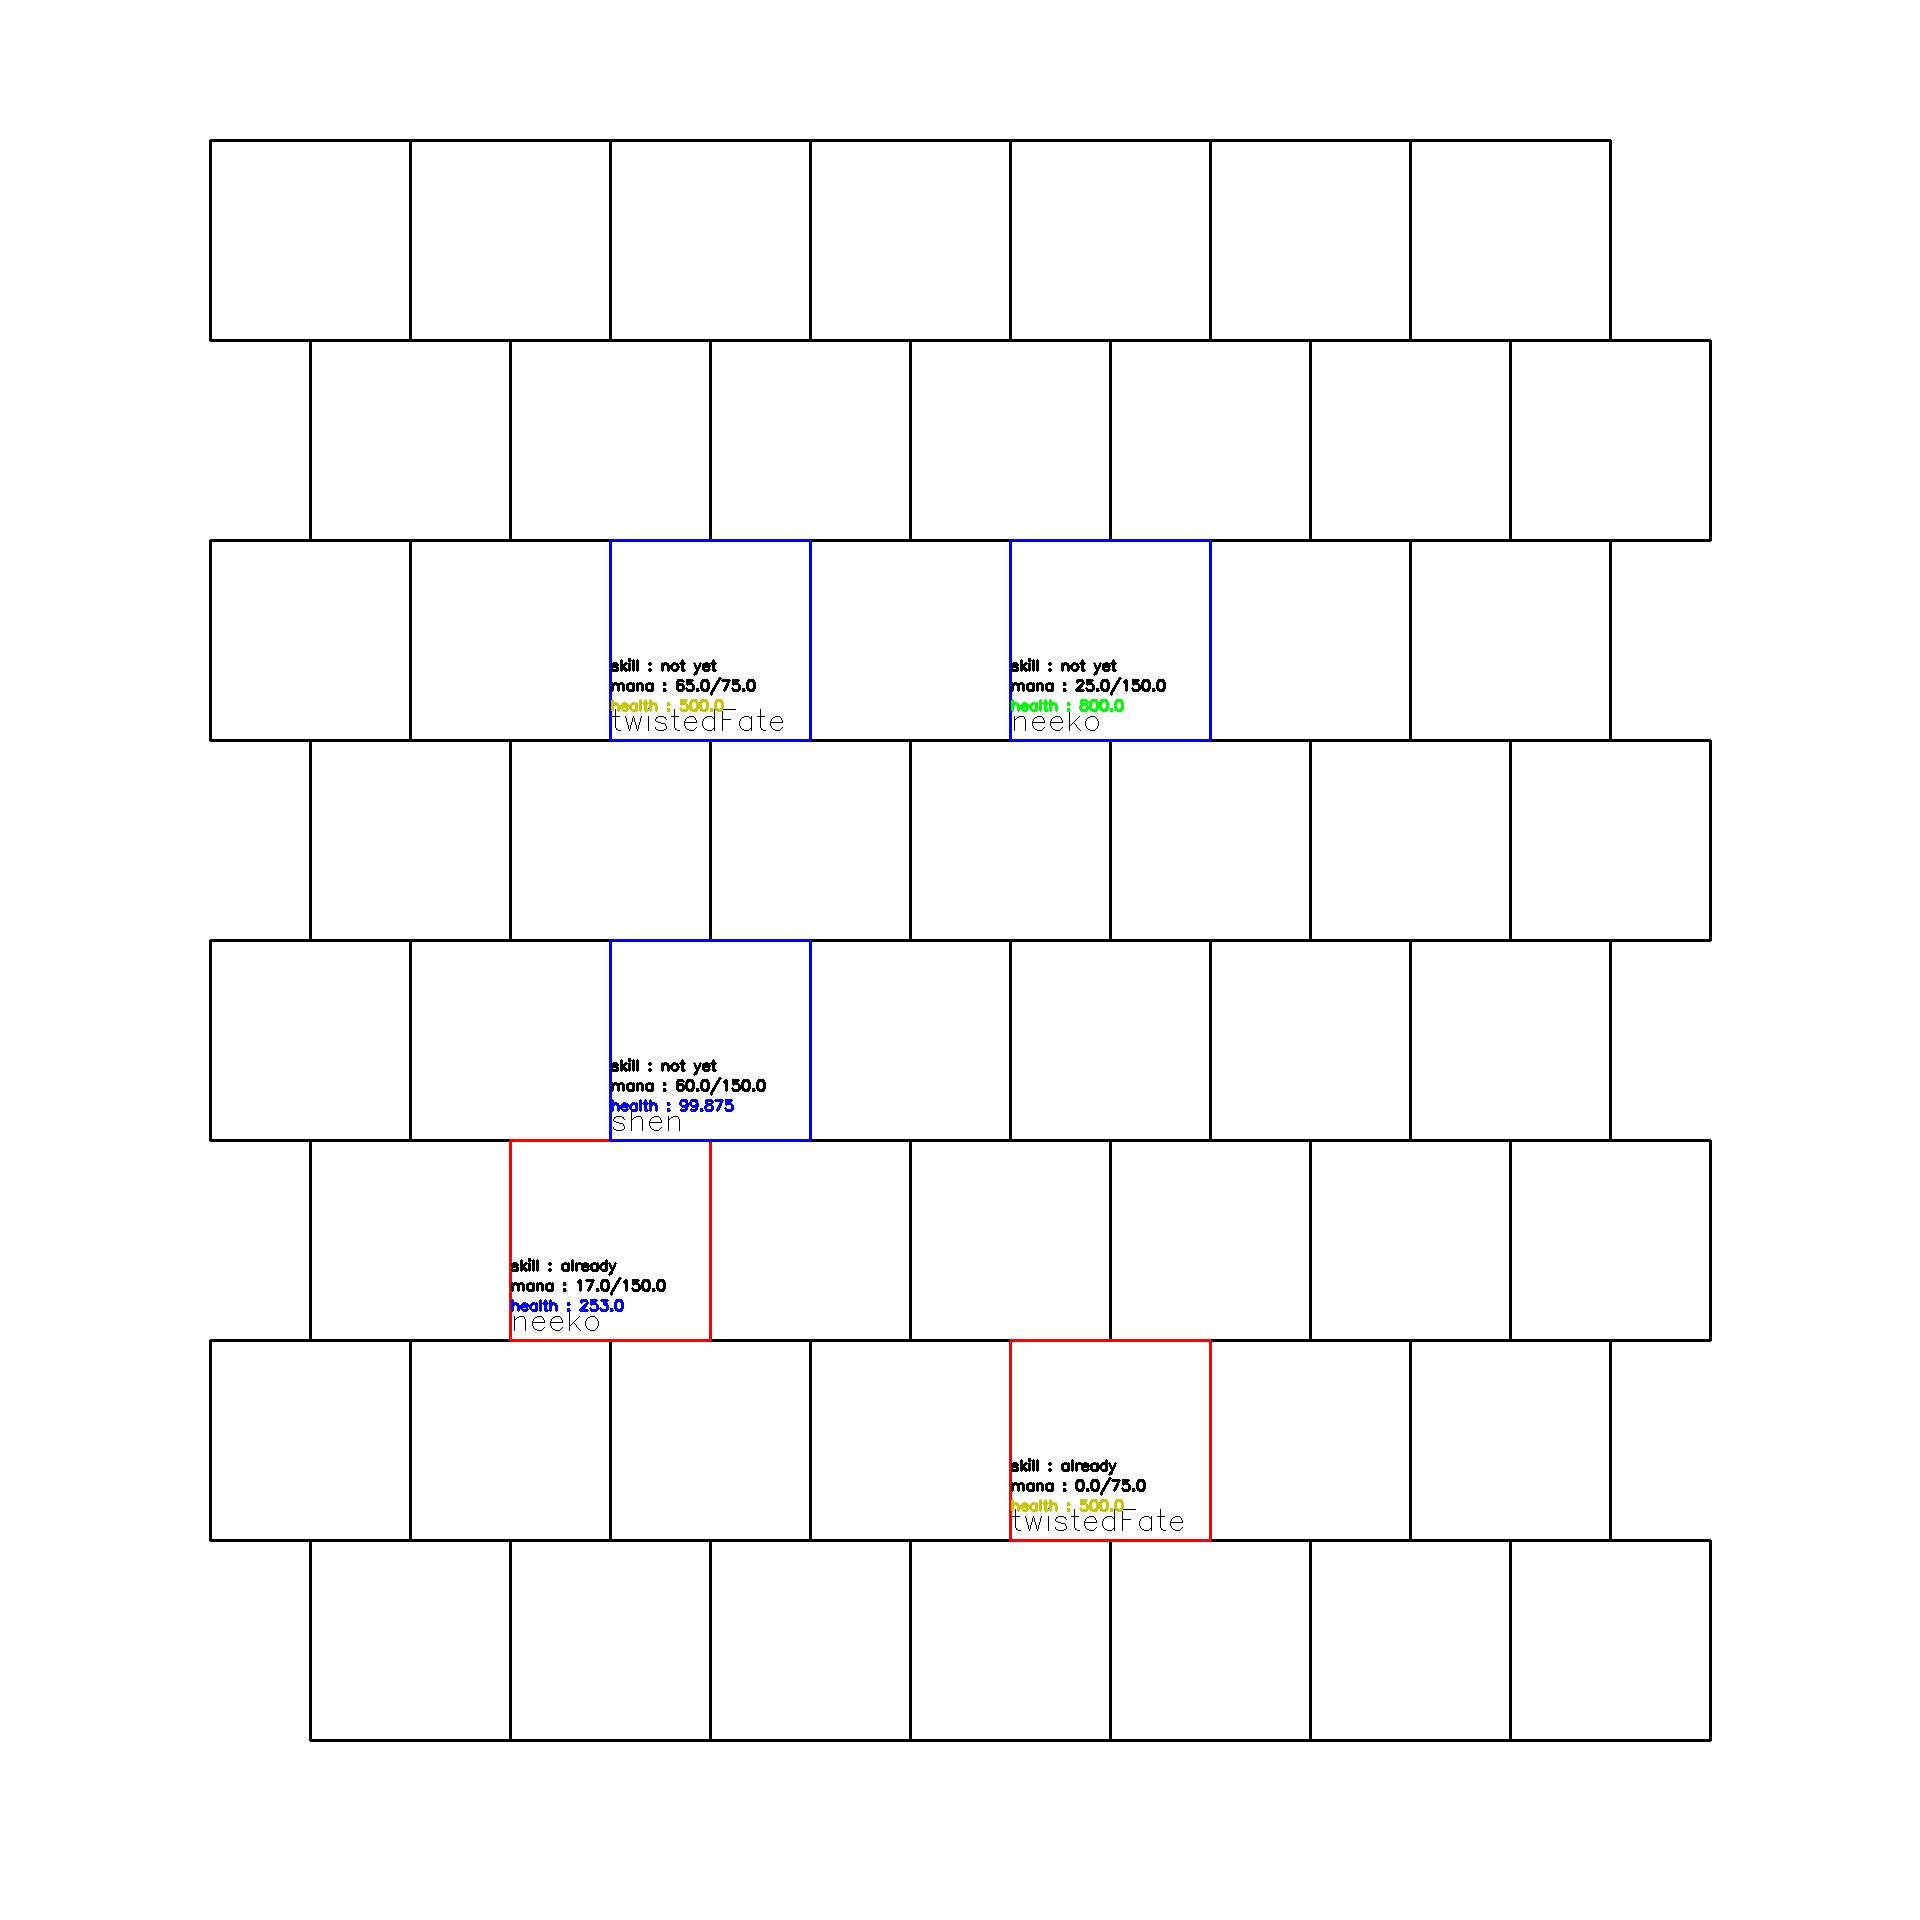 skill : not yet
mana : 65.0/75.0
health : 500.0
twistedFate
skill : not yet
mana : 25.0/150.0
health : 800.0
neeko
skill : not yet
mana : 60.0/150.0
health : 99.875
shen
skill : already
mana : 17.0/150.0
health : 253.0
neeko
skill : already
mana : 0.0/75.0
health : 500.0
twistedFate